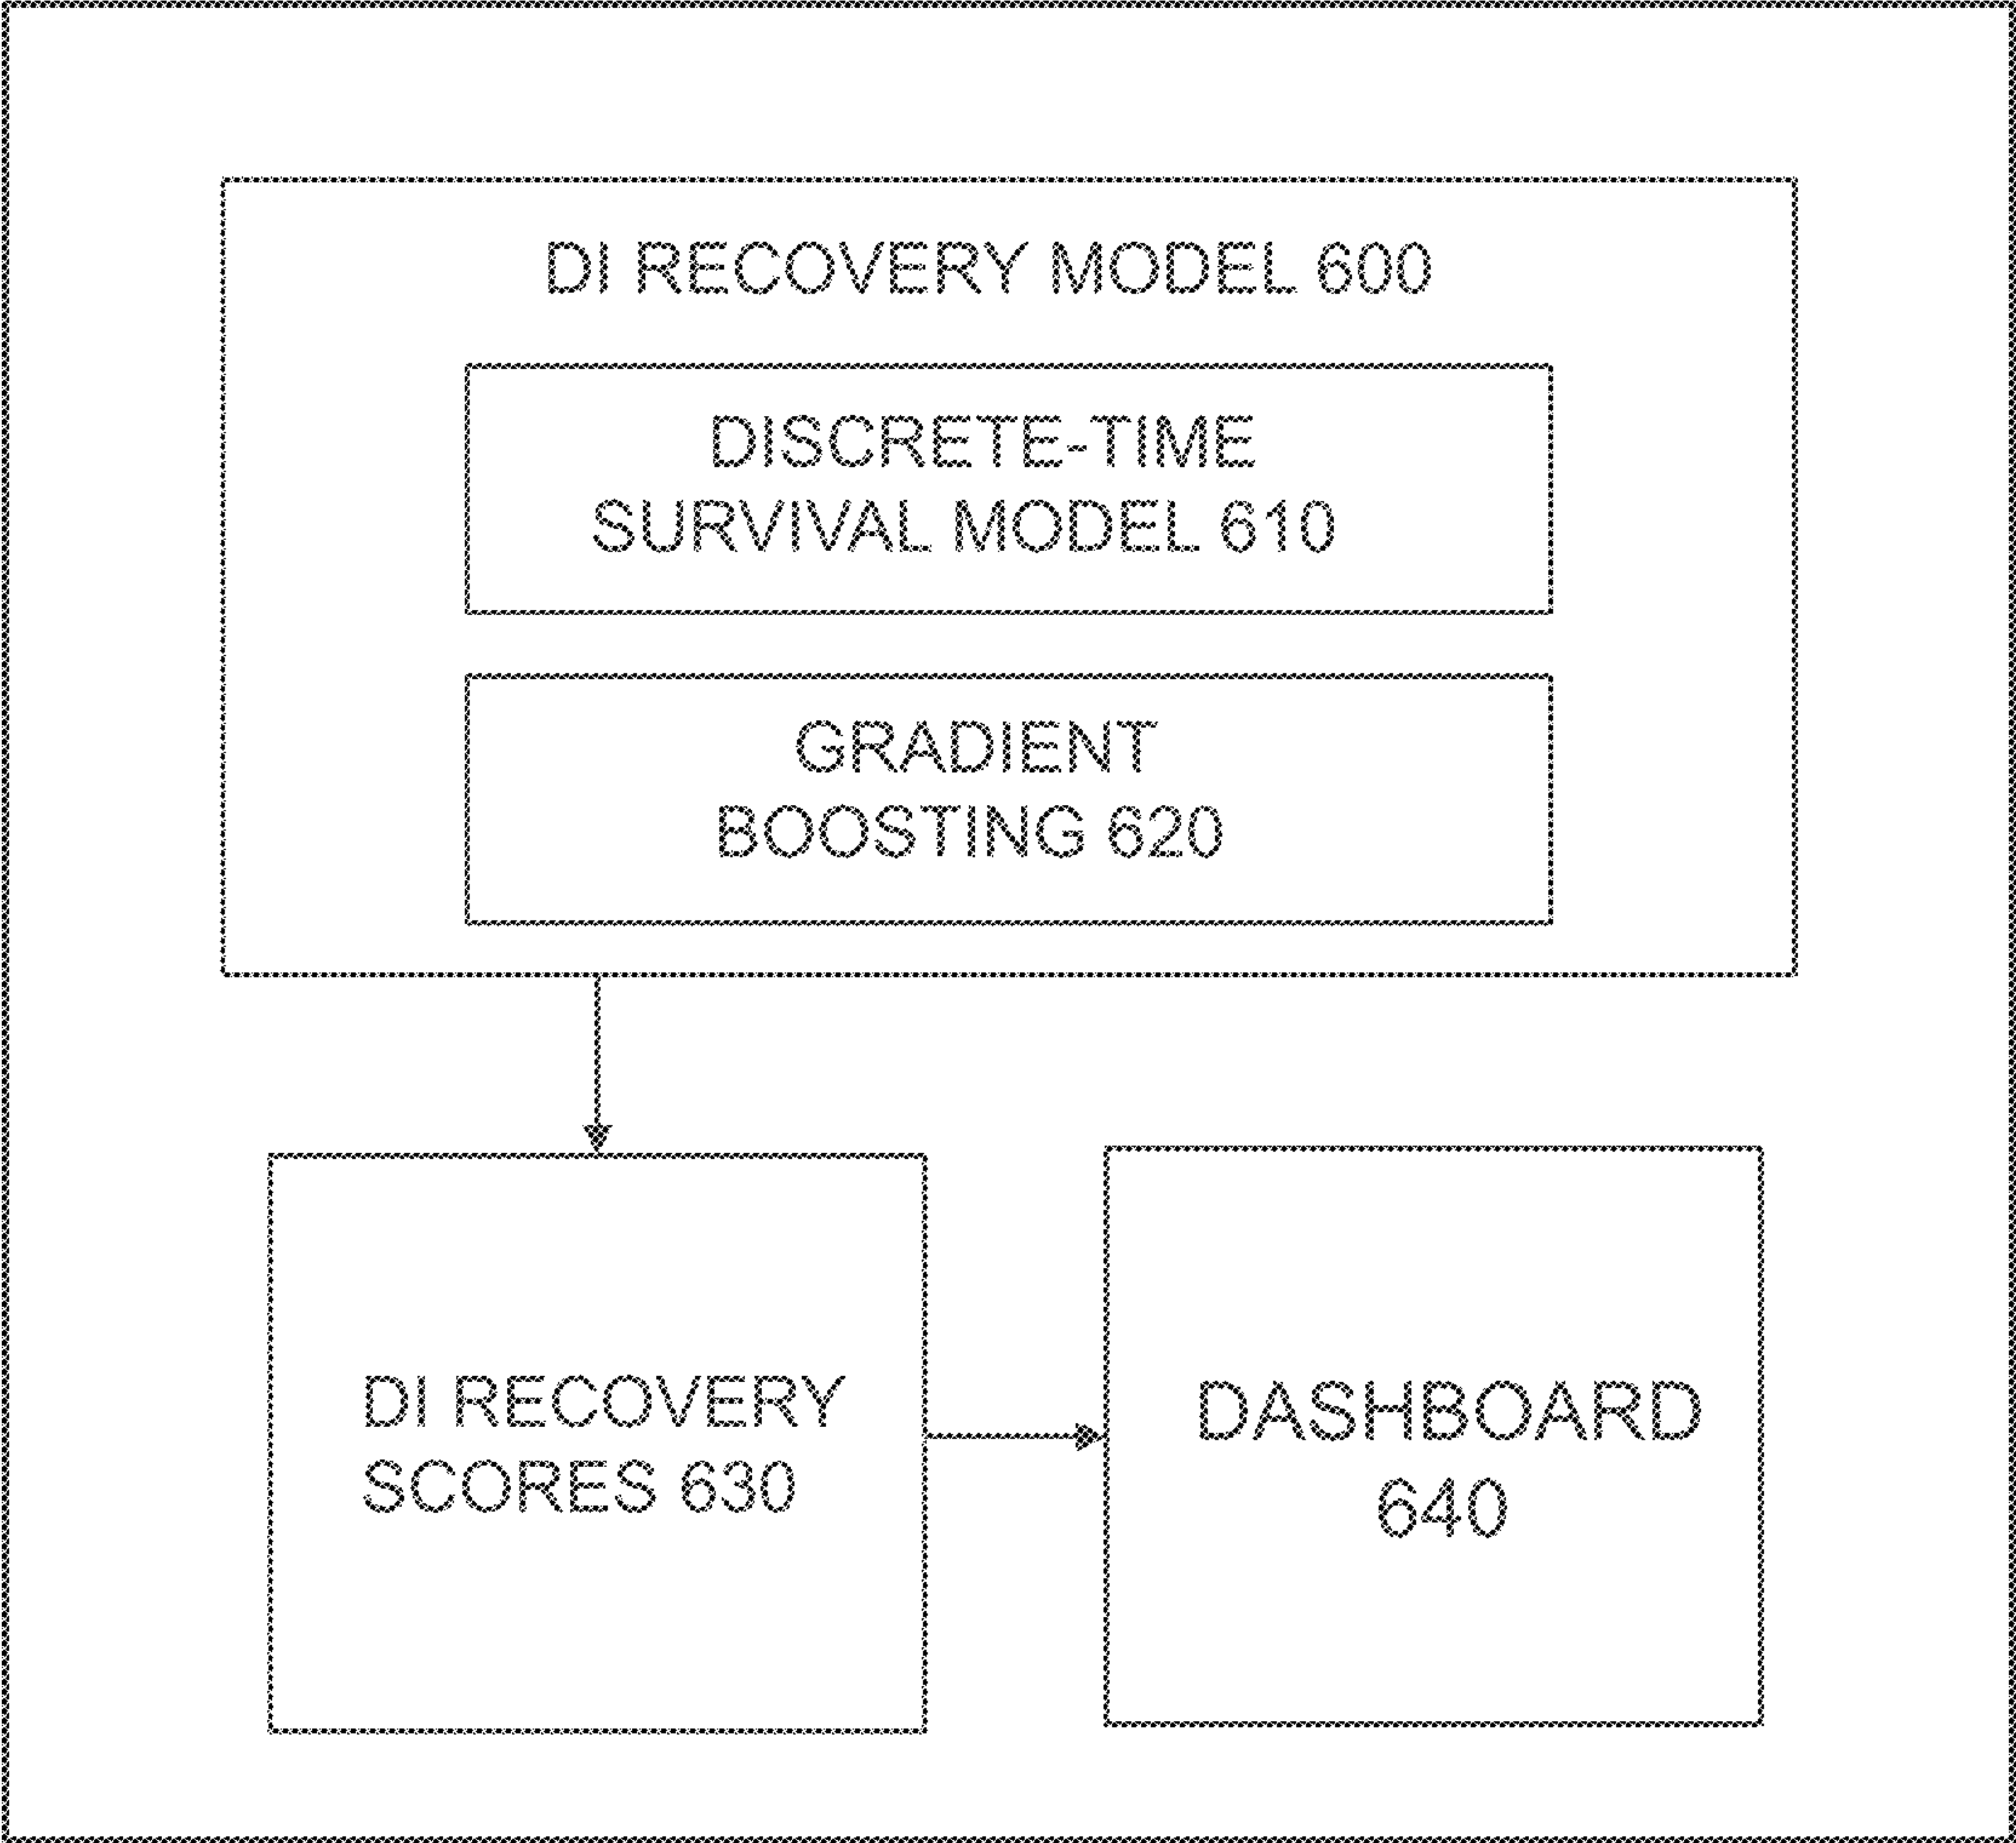 DI RECOVERY MODEL 600
DISCRETE-TIME
SURVIVAL MODEL 610
GRADIENT
BOOSTING 620
DI RECOVERY
SCORES 630
DASHBOARD
640